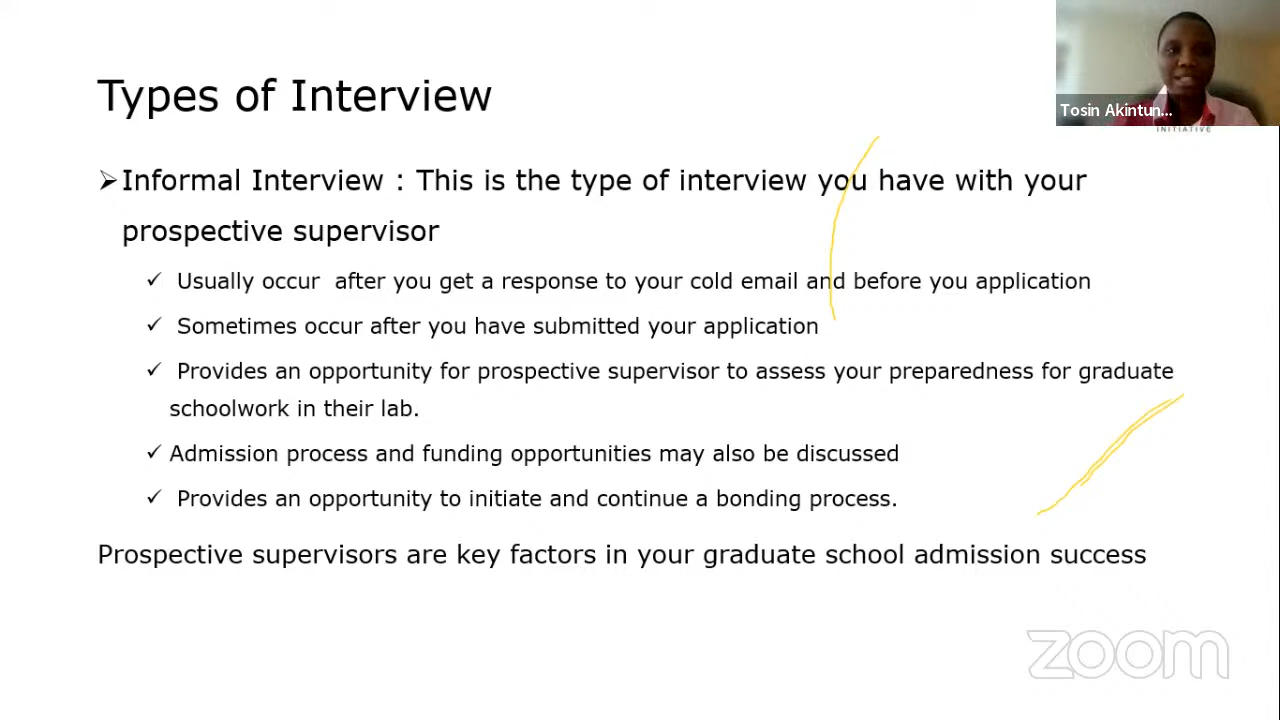 Types of Interview
Tosin Akintun...
INITIATIVE
➢Informal Interview : This is the type of interview you have with your
prospective supervisor
✓ Usually occur after you get a response to your cold email and before you application
✓ Sometimes occur after you have submitted your application
✓ Provides an opportunity for prospective supervisor to assess your preparedness for graduate
schoolwork in their lab.
✓ Admission process and funding opportunities may also be discussed
✓ Provides an opportunity to initiate and continue a bonding process.
Prospective supervisors are key factors in your graduate school admission success
zoom